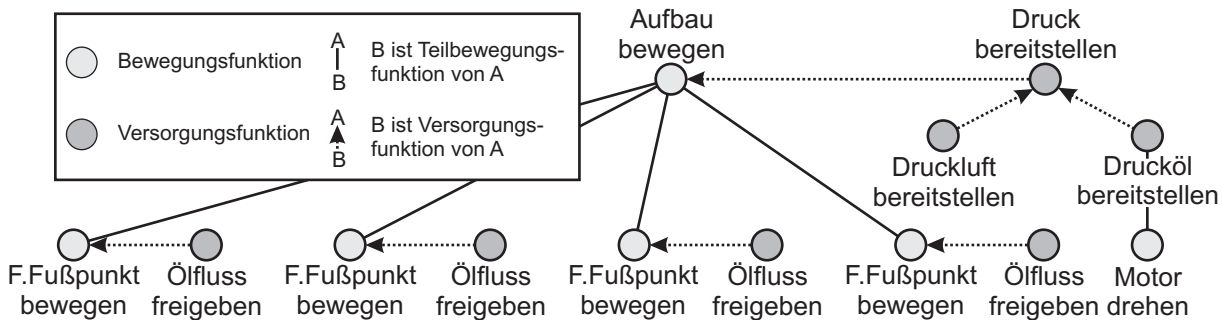 Bewegungsfunktion
A
B
B ist Teilbewegungs-
funktion von A
Versorgungsfunktion
A
B
B ist Versorgungs-
funktion von A
Aufbau
bewegen
Druck
bereitstellen
Druckluft
bereitstellen
Drucköl
bereitstellen
F.Fußpunkt
bewegen
Ölfluss
freigeben
F.Fußpunkt
bewegen
Ölfluss
freigeben
F.Fußpunkt
bewegen
Ölfluss
freigeben
F.Fußpunkt
bewegen
Ölfluss
freigeben
Motor
drehen